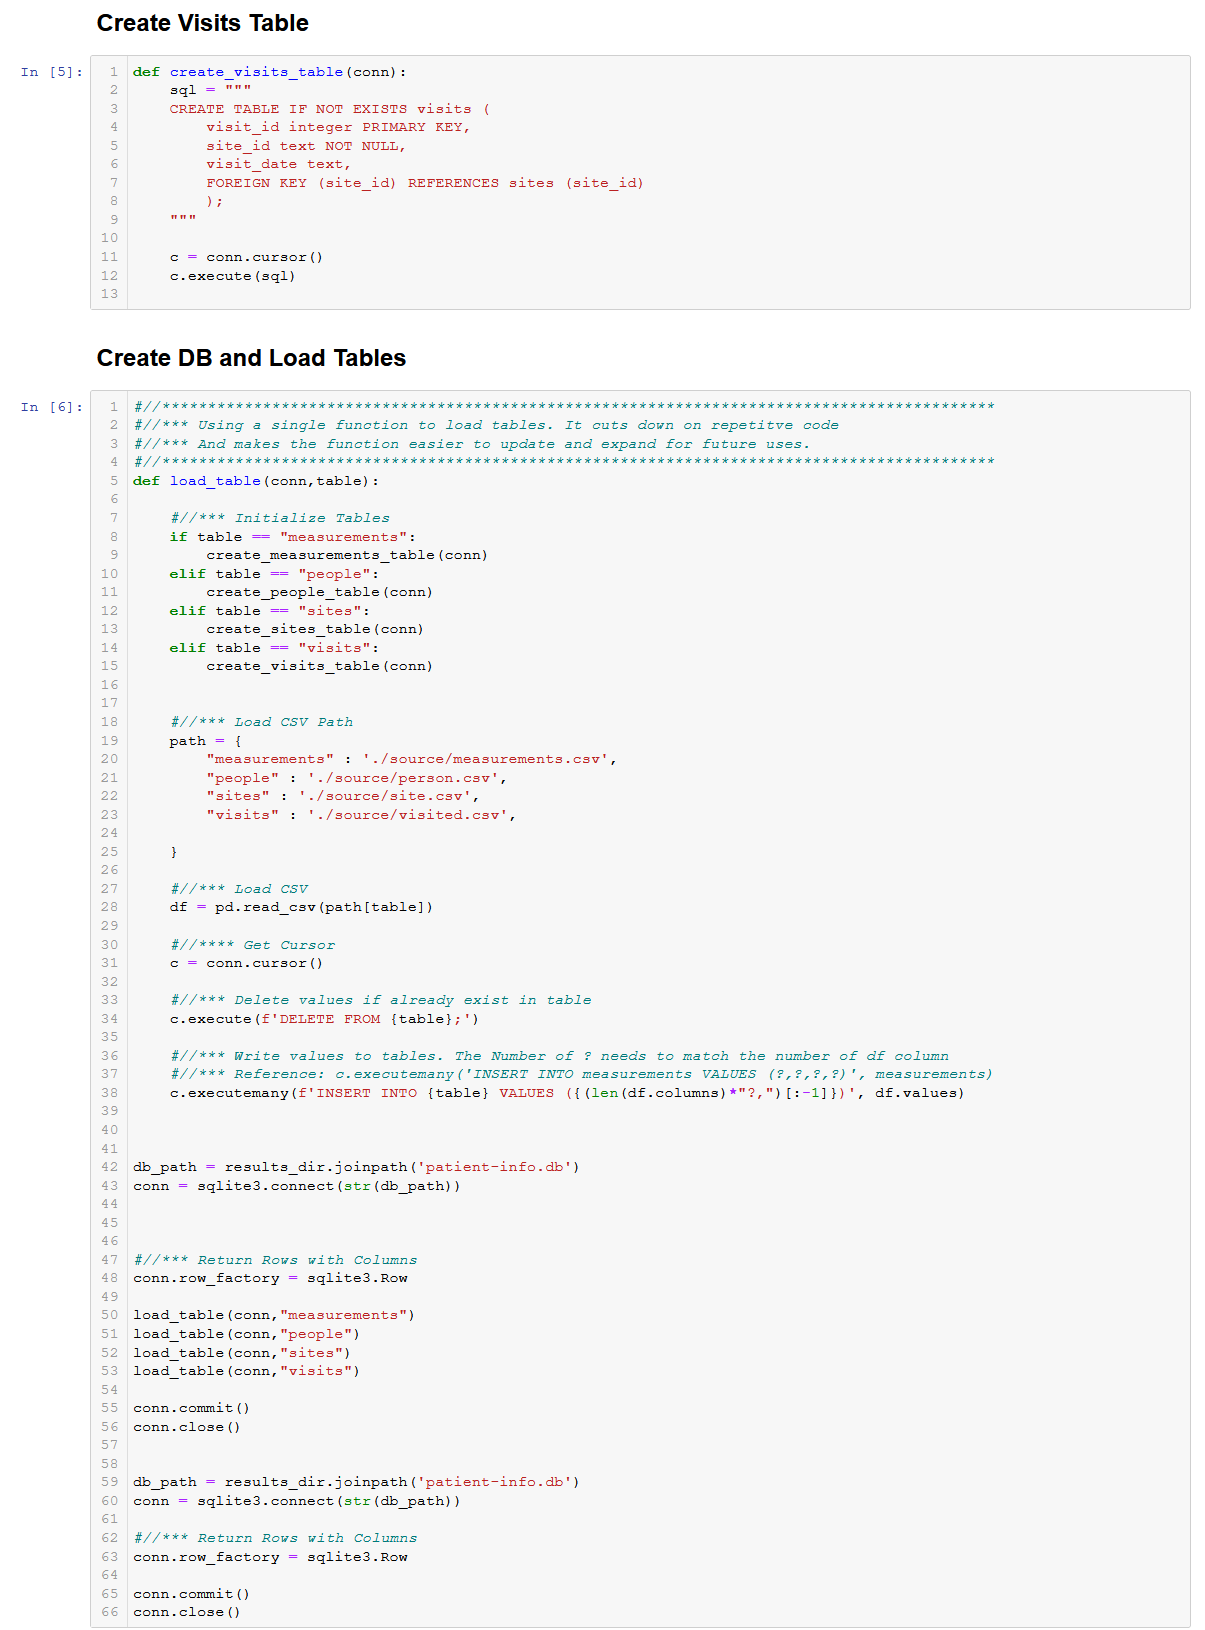 Create Visits Table
In [5]:
1 def create_visits_table(conn):
2     sql = """
3     CREATE TABLE IF NOT EXISTS visits (
4         visit_id integer PRIMARY KEY,
5         site_id text NOT NULL,
6         visit_date text,
7         FOREIGN KEY (site_id) REFERENCES sites (site_id)
8         );
9     """
10
11     c = conn.cursor()
12     c.execute(sql)
13
Create DB and Load Tables
In [6]:
1 #//*******************************************************************************************
2 #//*** Using a single function to load tables. It cuts down on repetitve code
3 #//*** And makes the function easier to update and expand for future uses.
4 #//*******************************************************************************************
5 def load_table(conn,table):
6
7     #//*** Initialize Tables
8     if table == "measurements":
9         create_measurements_table(conn)
10     elif table == "people":
11         create_people_table(conn)
12     elif table == "sites":
13         create_sites_table(conn)
14     elif table == "visits":
15         create_visits_table(conn)
16
17
18     #//*** Load CSV Path
19     path = {
20         "measurements" : './source/measurements.csv',
21         "people" : './source/person.csv',
22         "sites" : './source/site.csv',
23         "visits" : './source/visited.csv',
24
25     }
26
27     #//*** Load CSV
28     df = pd.read_csv(path[table])
29
30     #//**** Get Cursor
31     c = conn.cursor()
32
33     #//*** Delete values if already exist in table
34     c.execute(f'DELETE FROM {table};')
35
36     #//*** Write values to tables. The Number of ? needs to match the number of df column
37     #//*** Reference: c.executemany('INSERT INTO measurements VALUES (?,?,?,?)', measurements)
38     c.executemany(f'INSERT INTO {table} VALUES ({(len(df.columns)*"?,")[:-1]})', df.values)
39
40
41
42 db_path = results_dir.joinpath('patient-info.db')
43 conn = sqlite3.connect(str(db_path))
44
45
46
47 #//*** Return Rows with Columns
48 conn.row_factory = sqlite3.Row
49
50 load_table(conn,"measurements")
51 load_table(conn,"people")
52 load_table(conn,"sites")
53 load_table(conn,"visits")
54
55 conn.commit()
56 conn.close()
57
58
59 db_path = results_dir.joinpath('patient-info.db')
60 conn = sqlite3.connect(str(db_path))
61
62 #//*** Return Rows with Columns
63 conn.row_factory = sqlite3.Row
64
65 conn.commit()
66 conn.close()